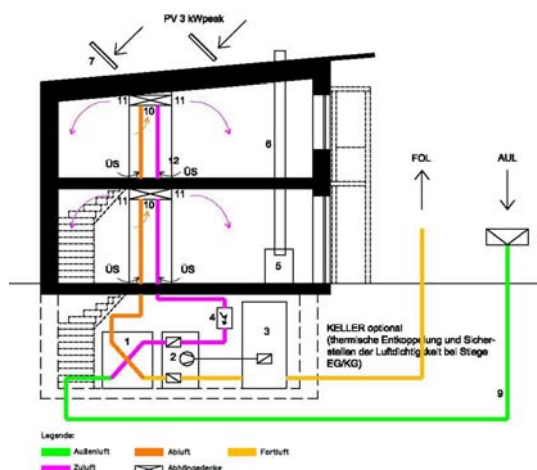 PV 3 kWpeak
7
11 11
10
6
12
ÜS ÜS
11 11
10
FOL AUL
5
ÜS ÜS
4
3
1
2
KELLER optional
(thermische Entkoppelung und Sicher-
stellen der Luftdichtigkeit bei Stiege
EG/KG)
9
Legende:
Außenluft Abluft Fortluft
Zuluft Abhängedecke